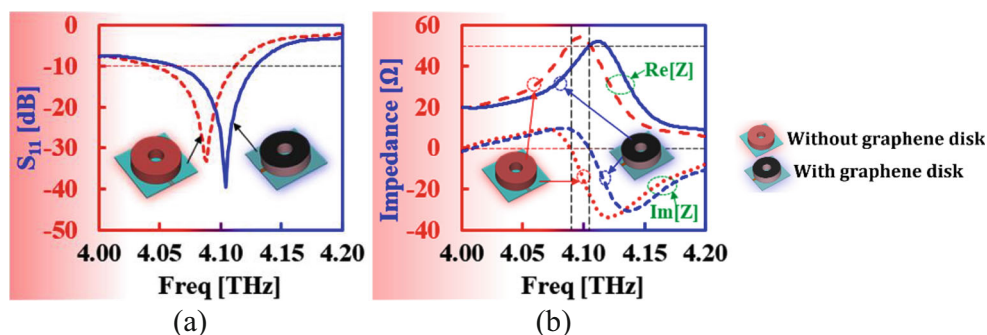 0
-10
-20
-30
-40
-50
S11 [dB]
4.00 4.05 4.10 4.15 4.20
Freq [THz]
(a)
60
40
20
0
-20
-40
Impedance [Ω]
Re[Z]
Im[Z]
4.00 4.05 4.10 4.15 4.20
Freq [THz]
(b)
Without graphene disk
With graphene disk